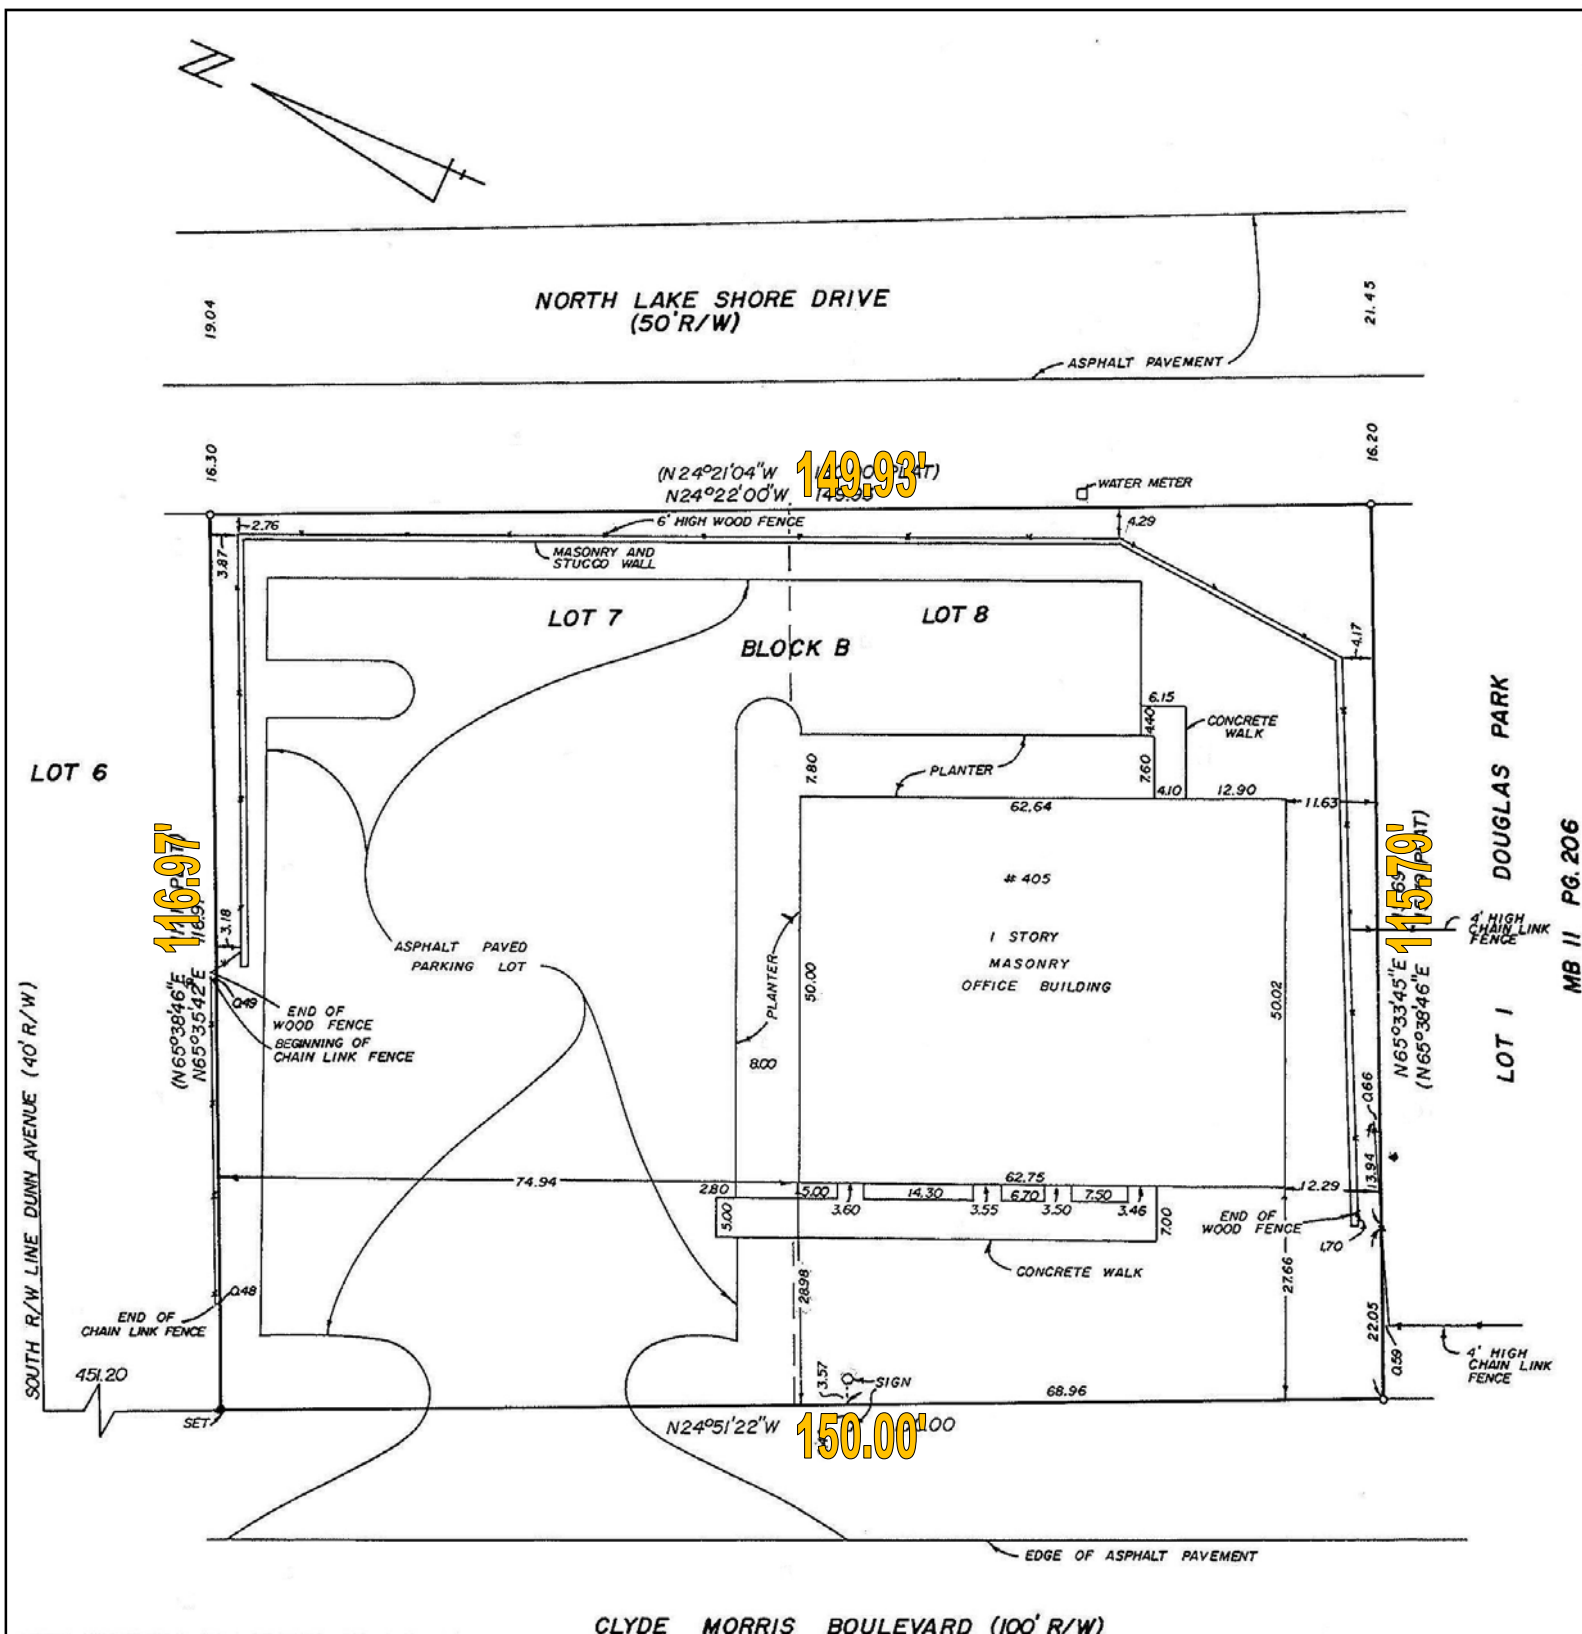 N
NORTH LAKE SHORE DRIVE
(50' R/W)
19.04
21.45
ASPHALT PAVEMENT
16.30
16.20
(N24°21'04"W PLAT)
N24°22'00"W
149.93'
WATER METER
2.76
6' HIGH WOOD FENCE
4.29
3.87
MASONRY AND
STUCCO WALL
LOT 7
LOT 8
BLOCK B
4.17
6.15
4.40
CONCRETE
WALK
LOT 6
7.80
PLANTER
7.60
4.10
12.90
62.64
11.63
# 405
1 STORY
MASONRY
OFFICE BUILDING
50.00
50.02
PLANTER
8.00
116.97'
3.18
(N65°38'46"E
N65°35'42"E
ASPHALT PAVED
PARKING LOT
0.49
END OF
WOOD FENCE
BEGINNING OF
CHAIN LINK FENCE
115.79'
N65°33'45"E
(N65°38'46"E
4' HIGH
CHAIN LINK
FENCE
LOT 1 DOUGLAS PARK
MB 11 PG. 206
SOUTH R/W LINE DUNN AVENUE (40' R/W)
0.66
13.94
74.94
62.75
2.80
5.00
14.30
6.70
7.50
12.29
3.60
3.55
3.50
3.46
5.00
7.00
END OF
WOOD FENCE
1.70
CONCRETE WALK
28.98
27.66
22.05
0.48
END OF
CHAIN LINK FENCE
0.59
4' HIGH
CHAIN LINK
FENCE
451.20
SET
3.57
SIGN
68.96
N24°51'22"W
150.00'
EDGE OF ASPHALT PAVEMENT
CLYDE MORRIS BOULEVARD (100' R/W)